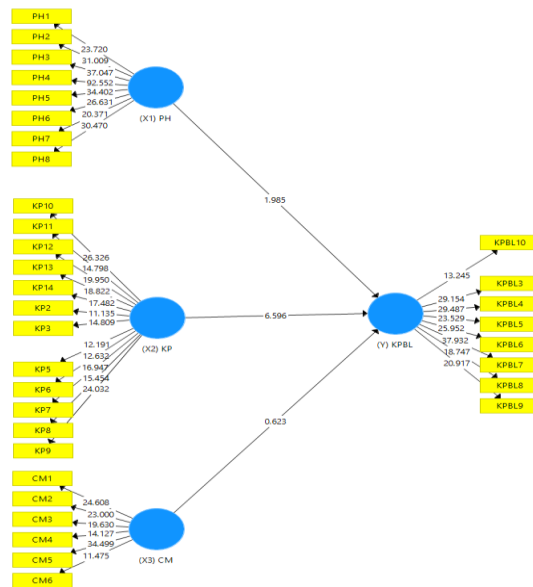 PH1
PH2
PH3
PH4
PH5
PH6
PH7
PH8
23.720
31.009
37.047
92.552
34.402
26.631
20.371
30.470
(X1) PH
1.985
KP10
KP11
KP12
KP13
KP14
KP2
KP3
KP5
KP6
KP7
KP8
KP9
26.326
14.798
19.950
18.822
17.482
11.135
14.809
12.191
12.632
16.947
15.454
24.032
(X2) KP
6.596
CM1
CM2
CM3
CM4
CM5
CM6
24.608
23.000
19.630
14.127
34.499
11.475
(X3) CM
0.623
(Y) KPBL
13.245
29.154
29.487
23.529
25.952
37.932
18.747
20.917
KPBL10
KPBL3
KPBL4
KPBL5
KPBL6
KPBL7
KPBL8
KPBL9